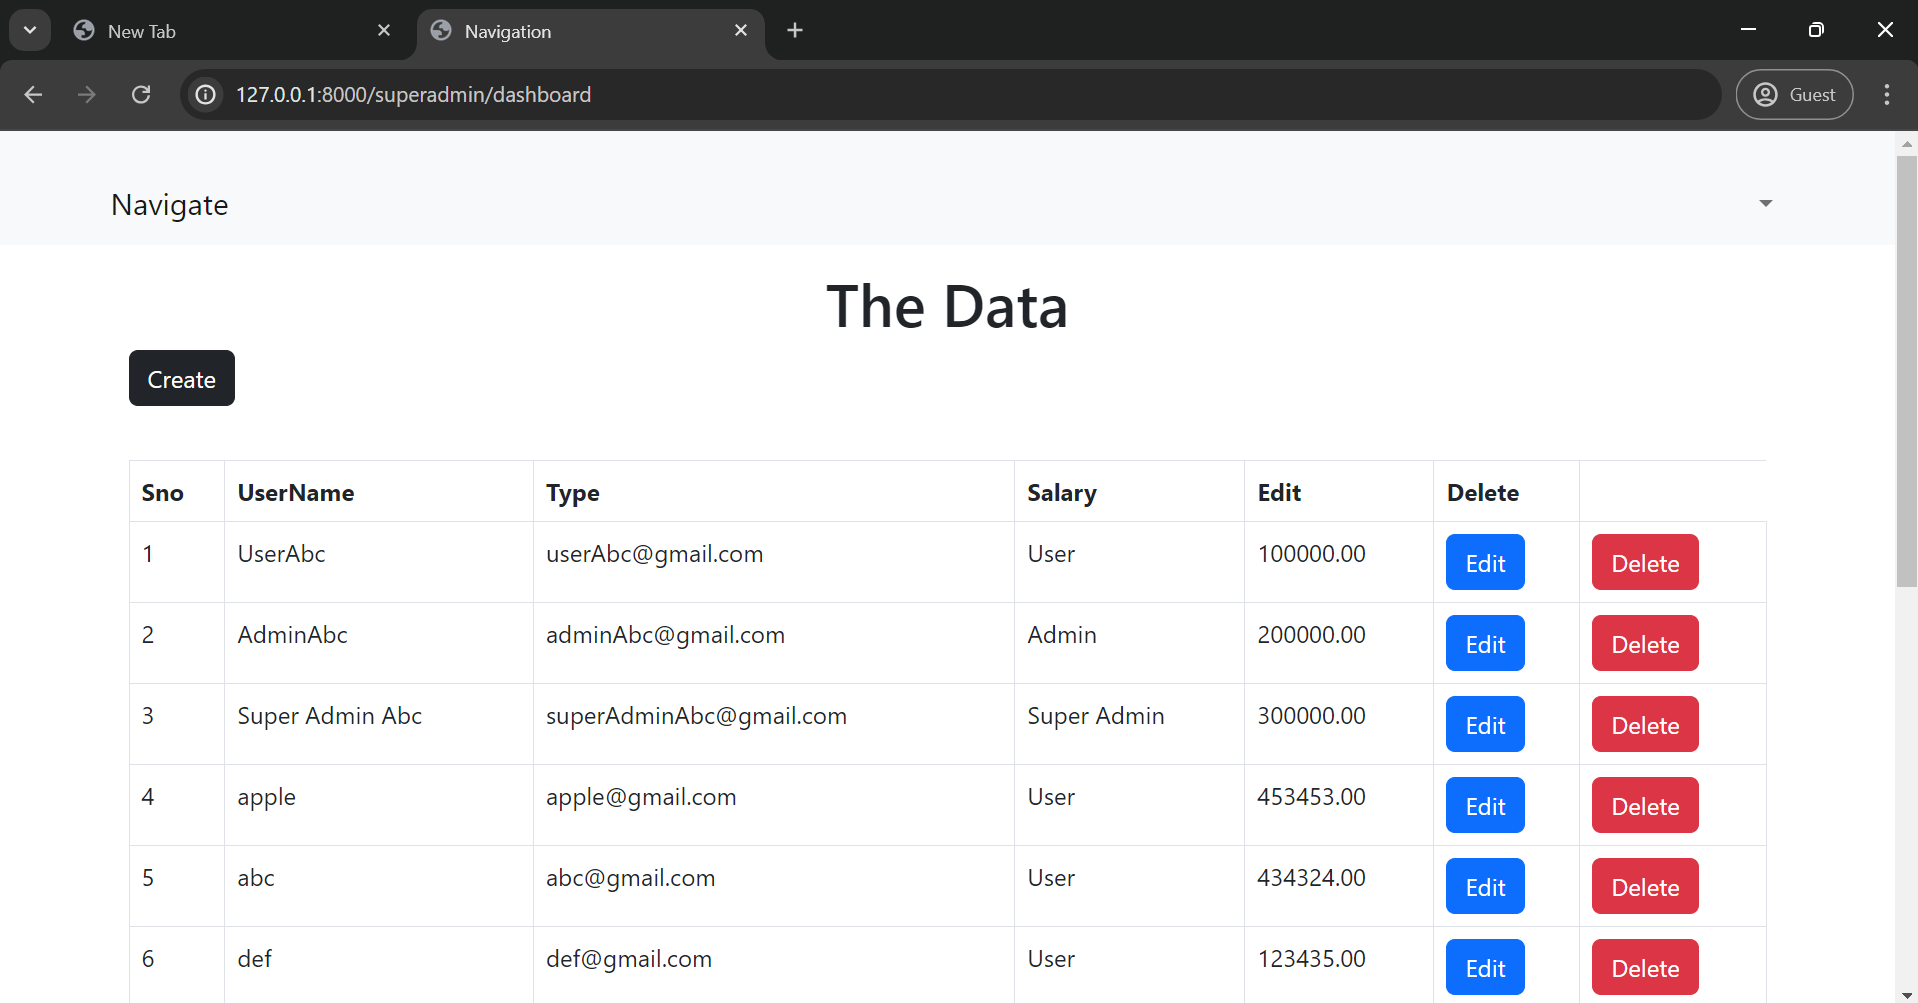 New Tab
Navigation
127.0.0.1:8000/superadmin/dashboard
Guest
Navigate
The Data
Create
Sno UserName Type Salary Edit Delete
1 UserAbc userAbc@gmail.com User 100000.00 Edit Delete
2 AdminAbc adminAbc@gmail.com Admin 200000.00 Edit Delete
3 Super Admin Abc superAdminAbc@gmail.com Super Admin 300000.00 Edit Delete
4 apple apple@gmail.com User 453453.00 Edit Delete
5 abc abc@gmail.com User 434324.00 Edit Delete
6 def def@gmail.com User 123435.00 Edit Delete